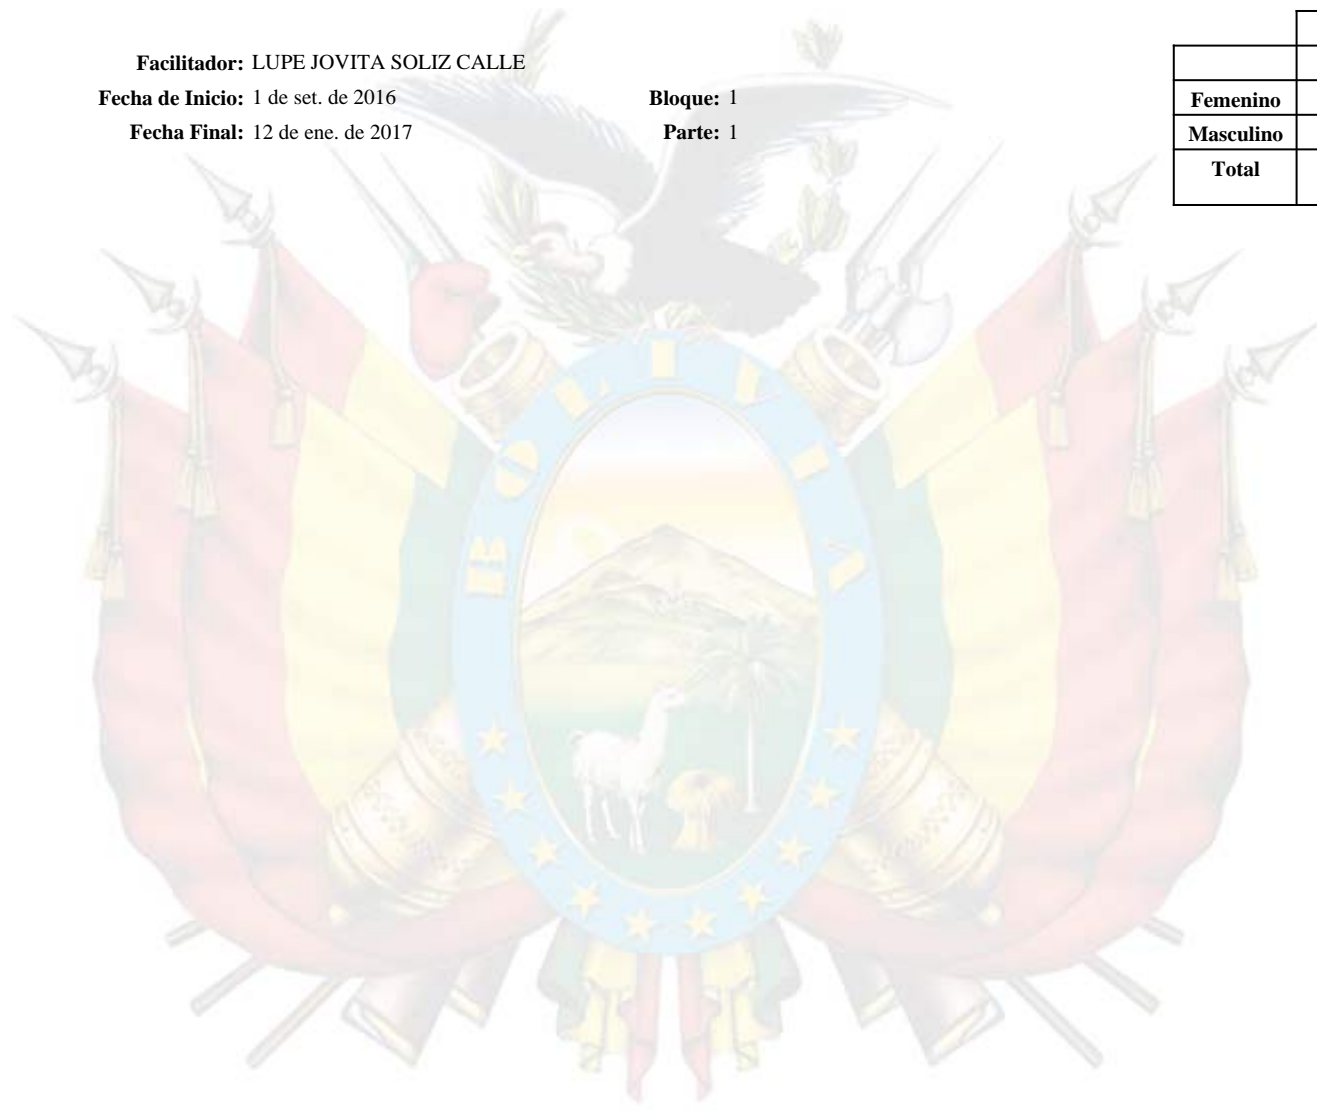 Facilitador: LUPE JOVITA SOLIZ CALLE
Fecha de Inicio: 1 de set. de 2016 Bloque: 1
Femenino
Fecha Final: 12 de ene. de 2017 Parte: 1
Masculino
Total
BOLIVIA